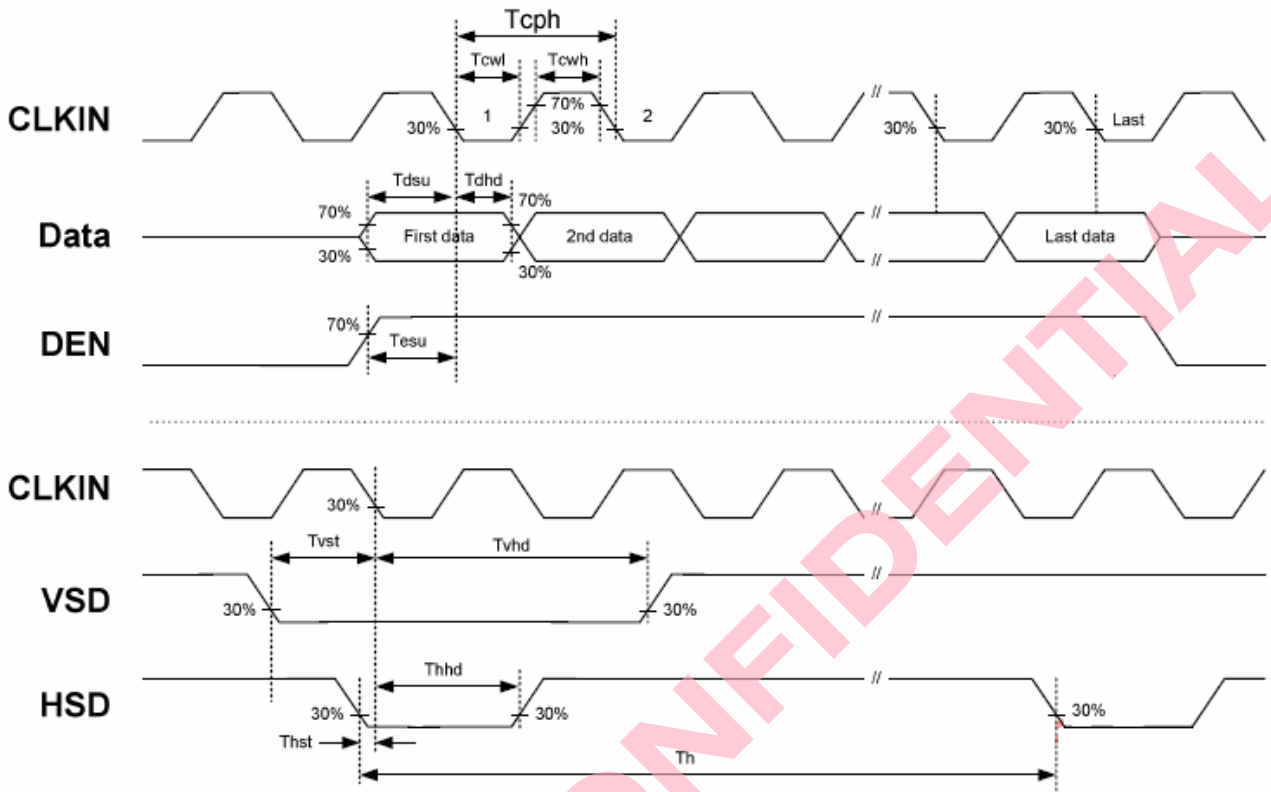 Tcph
Tcwl Tcwh
CLKIN 30% 1 70% 30% 2 // 30% 30% Last
Tdsu Tdhd
70% 70%
Data First data 2nd data // Last data
30% 30% //
DEN 70% //
Tesu
CLKIN 30% //
Tvst Tvhd
VSD 30% 30% //
Thhd
HSD 30% 30% // 30%
Thst
Th
CONFIDENTIAL